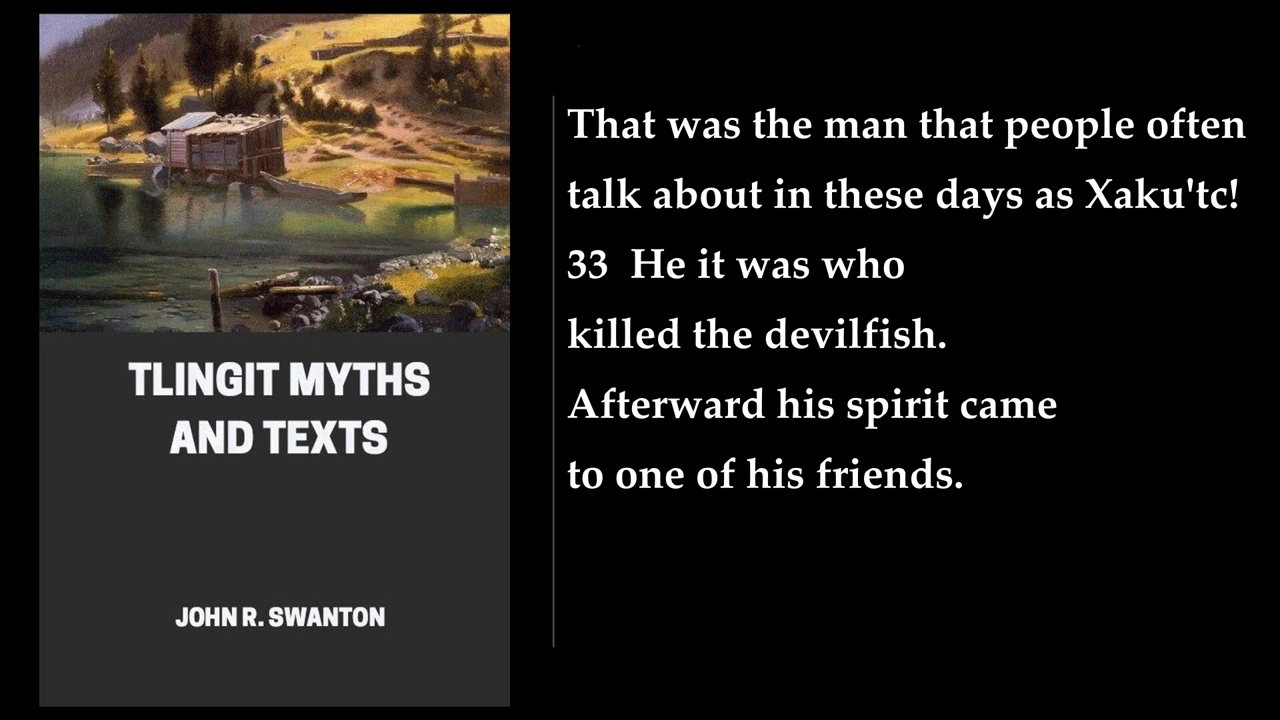 TLINGIT MYTHS
AND TEXTS
JOHN R. SWANTON
That was the man that people often
talk about in these days as Xaku'tc!
33 He it was who
killed the devilfish.
Afterward his spirit came
to one of his friends.